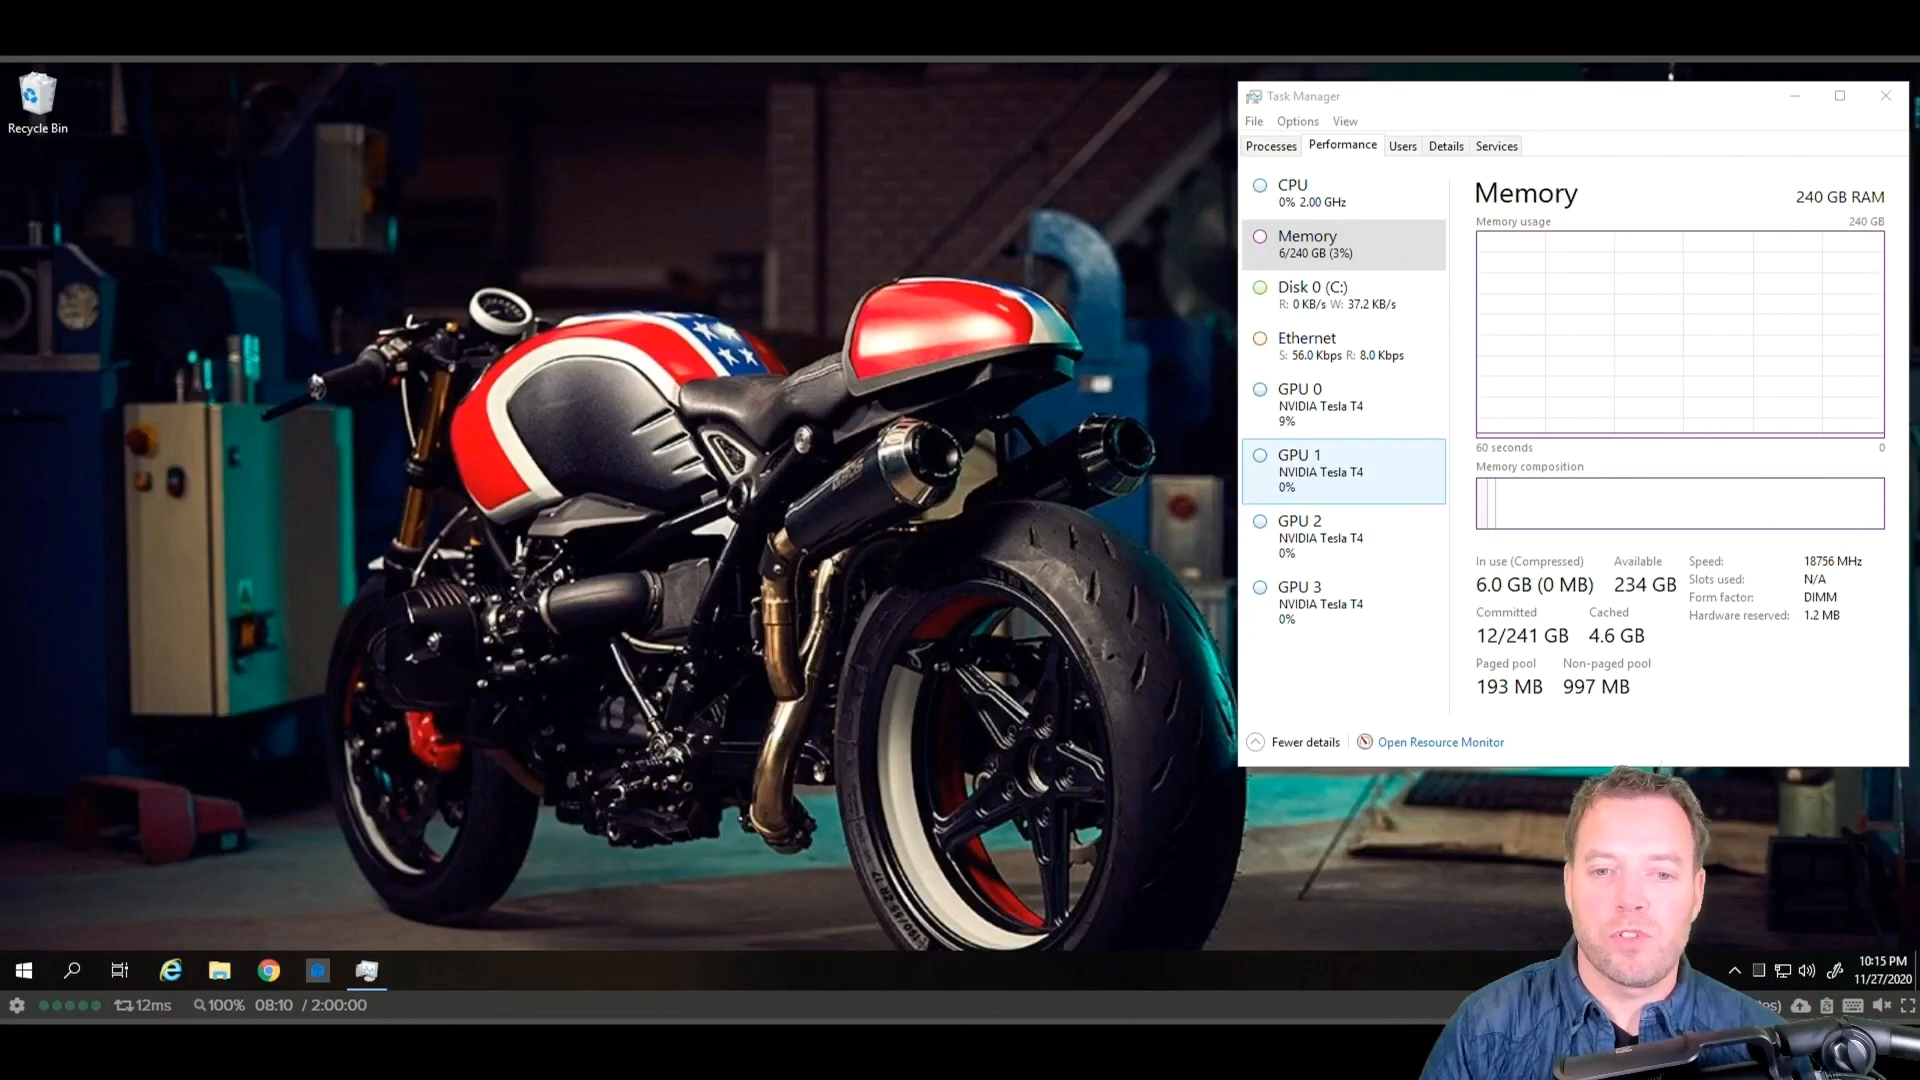 Recycle Bin
Task Manager
File Options View
Processes Performance Users Details Services
CPU
0% 2.00 GHz
Memory
6/240 GB (3%)
Disk 0 (C:)
R: 0 KB/s W: 37.2 KB/s
Ethernet
S: 56.0 Kbps R: 8.0 Kbps
GPU 0
NVIDIA Tesla T4
9%
GPU 1
NVIDIA Tesla T4
0%
GPU 2
NVIDIA Tesla T4
0%
GPU 3
NVIDIA Tesla T4
0%
Memory 240 GB RAM
Memory usage 240 GB
60 seconds 0
Memory composition
In use (Compressed) Available
6.0 GB (0 MB) 234 GB
Committed Cached
12/241 GB 4.6 GB
Paged pool Non-paged pool
193 MB 997 MB
Speed: 18756 MHz
Slots used: N/A
Form factor: DIMM
Hardware reserved: 1.2 MB
Fewer details Open Resource Monitor
10:15 PM
11/27/2020
12ms 100% 08:10 / 2:00:00